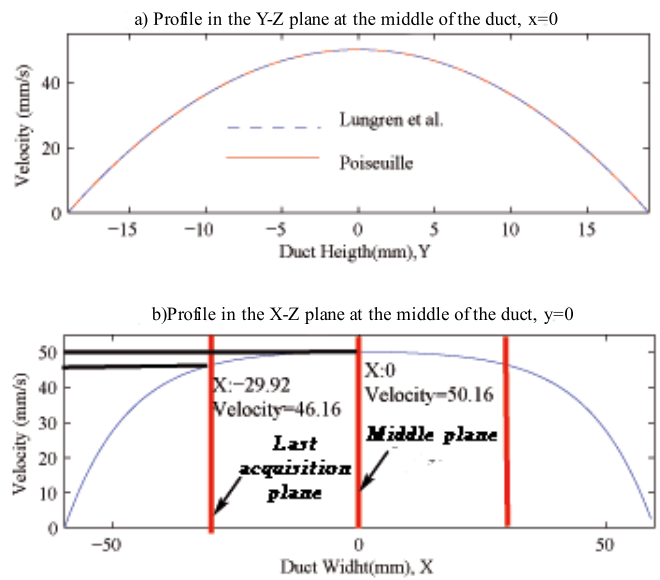 a) Profile in the Y-Z plane at the middle of the duct, x=0
Velocity (mm/s)
40
20
0
Lungren et al.
Poiseuille
−15 −10 −5 0 5 10 15
Duct Heigth(mm),Y
b)Profile in the X-Z plane at the middle of the duct, y=0
Velocity (mm/s)
50
40
30
20
10
0
X:−29.92
Velocity=46.16
X:0
Velocity=50.16
Last
acquisition
plane
Middle plane
−50 0 50
Duct Widht(mm), X